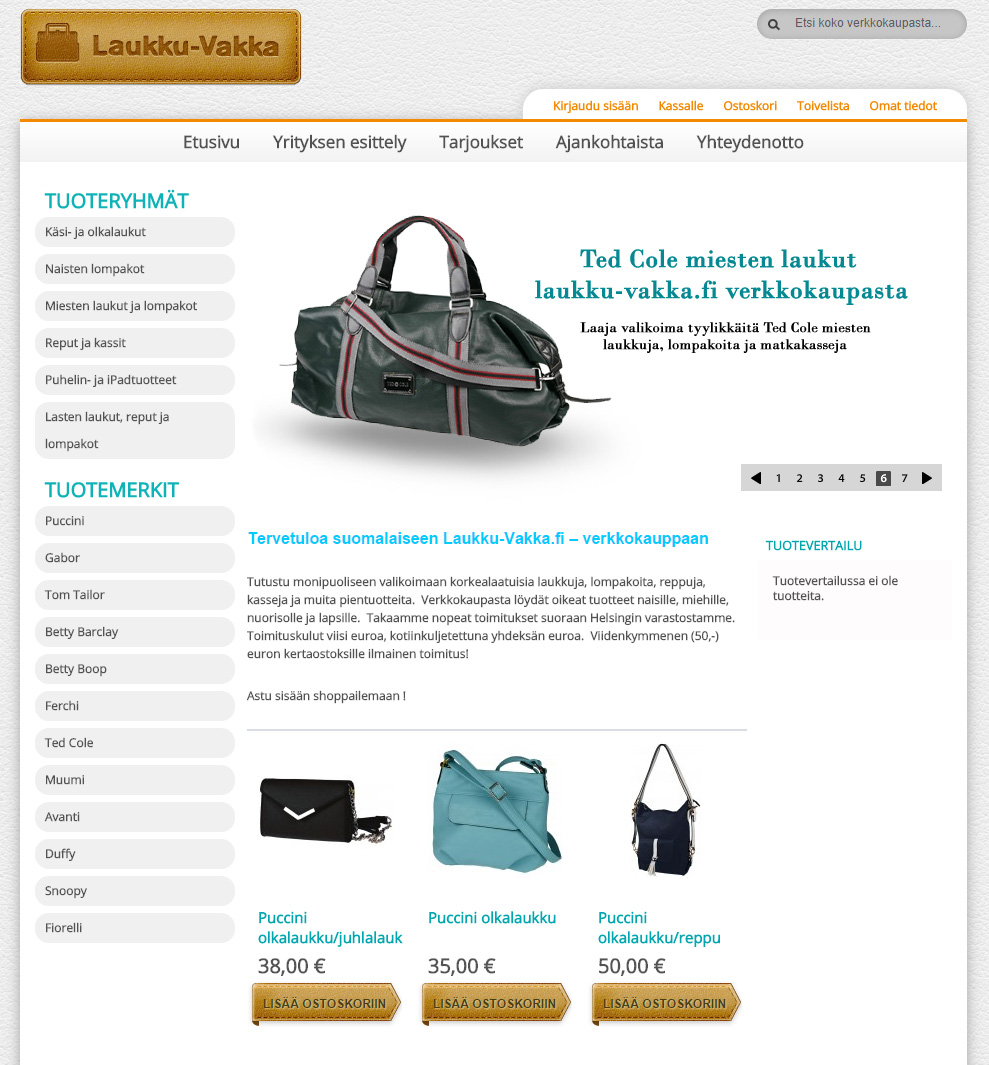 Laukku-Vakka
Etsi koko verkkokaupasta...
Kirjaudu sisään Kassalle Ostoskori Toivelista Omat tiedot
Etusivu Yrityksen esittely Tarjoukset Ajankohtaista Yhteydenotto
TUOTERYHMÄT
Käsi- ja olkalaukut
Naisten lompakot
Miesten laukut ja lompakot
Reput ja kassit
Puhelin- ja iPadtuotteet
Lasten laukut, reput ja
lompakot
TUOTEMERKIT
Puccini
Gabor
Tom Tailor
Betty Barclay
Betty Boop
Ferchi
Ted Cole
Muumi
Avanti
Duffy
Snoopy
Fiorelli
TED COLE
Ted Cole miesten laukut
laukku-vakka.fi verkkokaupasta
Laaja valikoima tyylikkäitä Ted Cole miesten
laukkuja, lompakoita ja matkakasseja
1 2 3 4 5 6 7
Tervetuloa suomalaiseen Laukku-Vakka.fi – verkkokauppaan
Tutustu monipuoliseen valikoimaan korkealaatuisia laukkuja, lompakoita, reppuja,
kasseja ja muita pientuotteita. Verkkokaupasta löydät oikeat tuotteet naisille, miehille,
nuorisolle ja lapsille. Takaamme nopeat toimitukset suoraan Helsingin varastostamme.
Toimituskulut viisi euroa, kotiinkuljetettuna yhdeksän euroa. Viidenkymmenen (50,-)
euron kertaostoksille ilmainen toimitus!
Astu sisään shoppailemaan !
TUOTEVERTAILU
Tuotevertailussa ei ole
tuotteita.
Puccini
olkalaukku/juhlalauk
38,00 €
LISÄÄ OSTOSKORIIN
Puccini olkalaukku
35,00 €
LISÄÄ OSTOSKORIIN
Puccini
olkalaukku/reppu
50,00 €
LISÄÄ OSTOSKORIIN